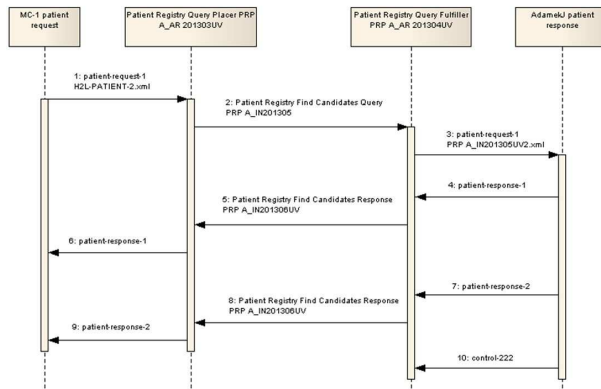 MC-1 patient
request
Patient Registry Query Placer PRP
A_AR 201303UV
Patient Registry Query Fulfiller
PRP A_AR 201304UV
AdameU patient
response
1: patient-request-1
H2L-PATIENT-2.xml
2: Patient Registry Find Candidates Query
PRP A_IN201305
3: patient-request-1
PRP A_IN201305UV2.xml
4: patient-response-1
5: Patient Registry Find Candidates Response
PRP A_IN201306UV
6: patient-response-1
7: patient-response-2
8: Patient Registry Find Candidates Response
PRP A_IN201306UV
9: patient-response-2
10: control-222